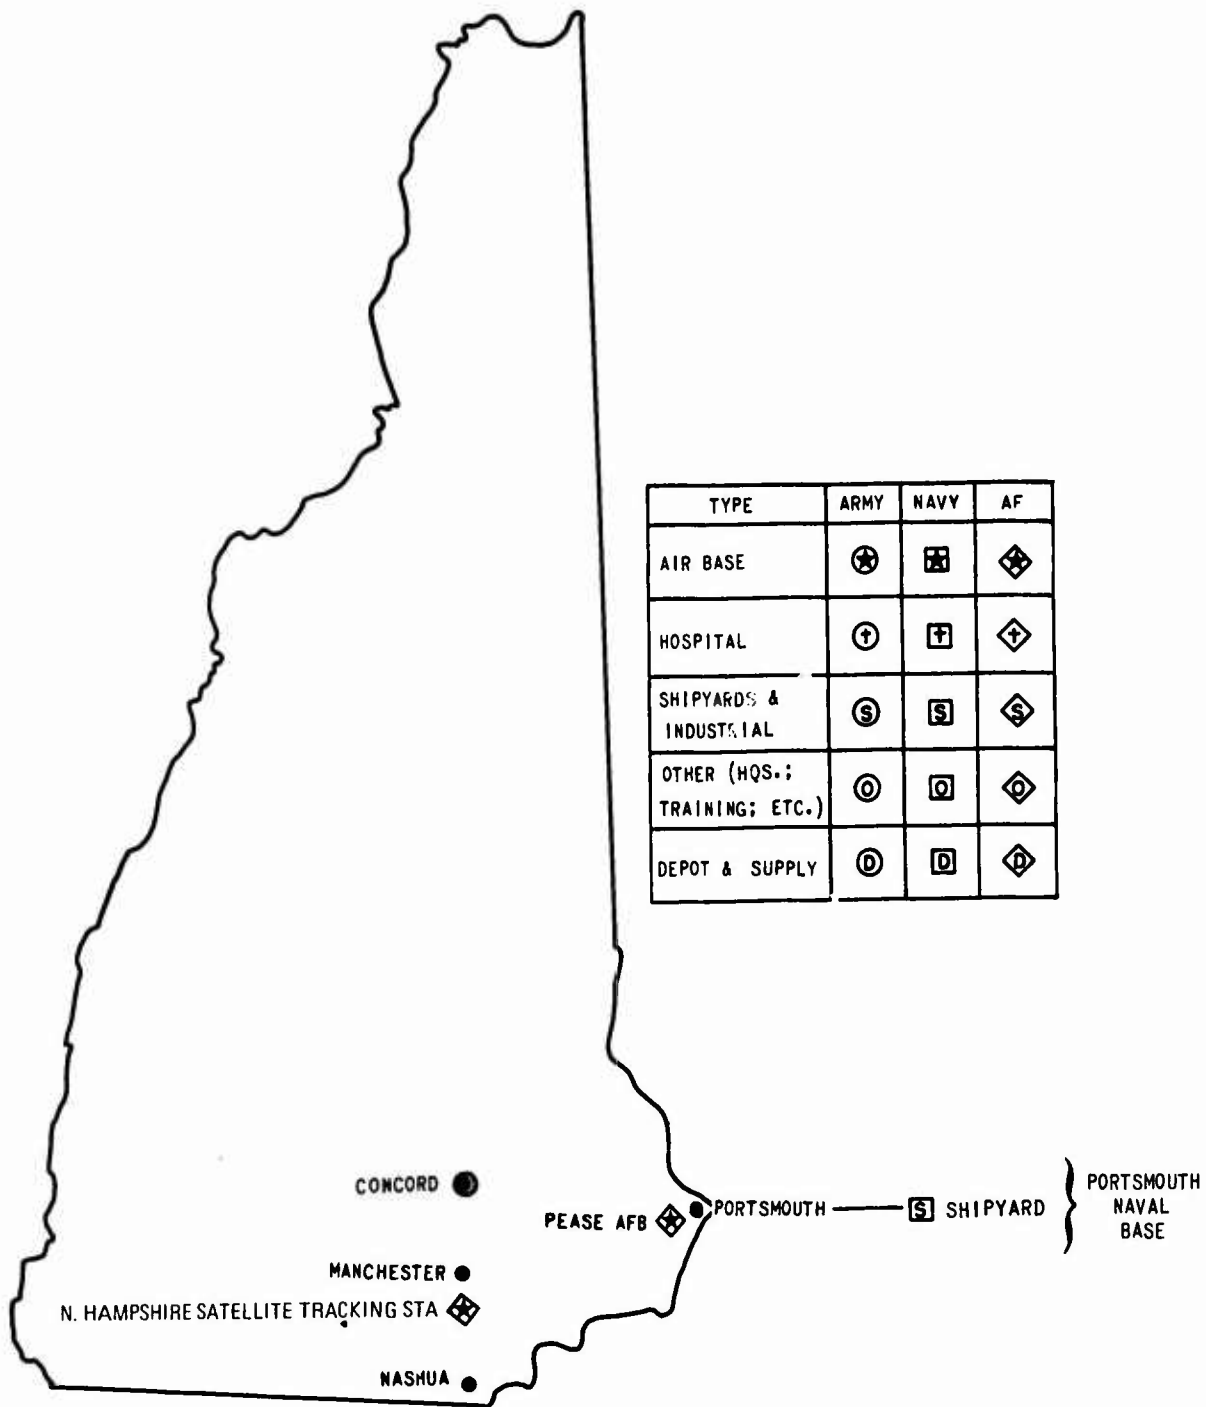 TYPE ARMY NAVY AF
AIR BASE
HOSPITAL
SHIPYARDS &
INDUSTRIAL
S S S
OTHER (HQS.;
TRAINING; ETC.)
O O O
DEPOT & SUPPLY D D D
CONCORD
PEASE AFB
PORTSMOUTH
S SHIPYARD
PORTSMOUTH
NAVAL
BASE
MANCHESTER
N. HAMPSHIRE SATELLITE TRACKING STA
NASHUA